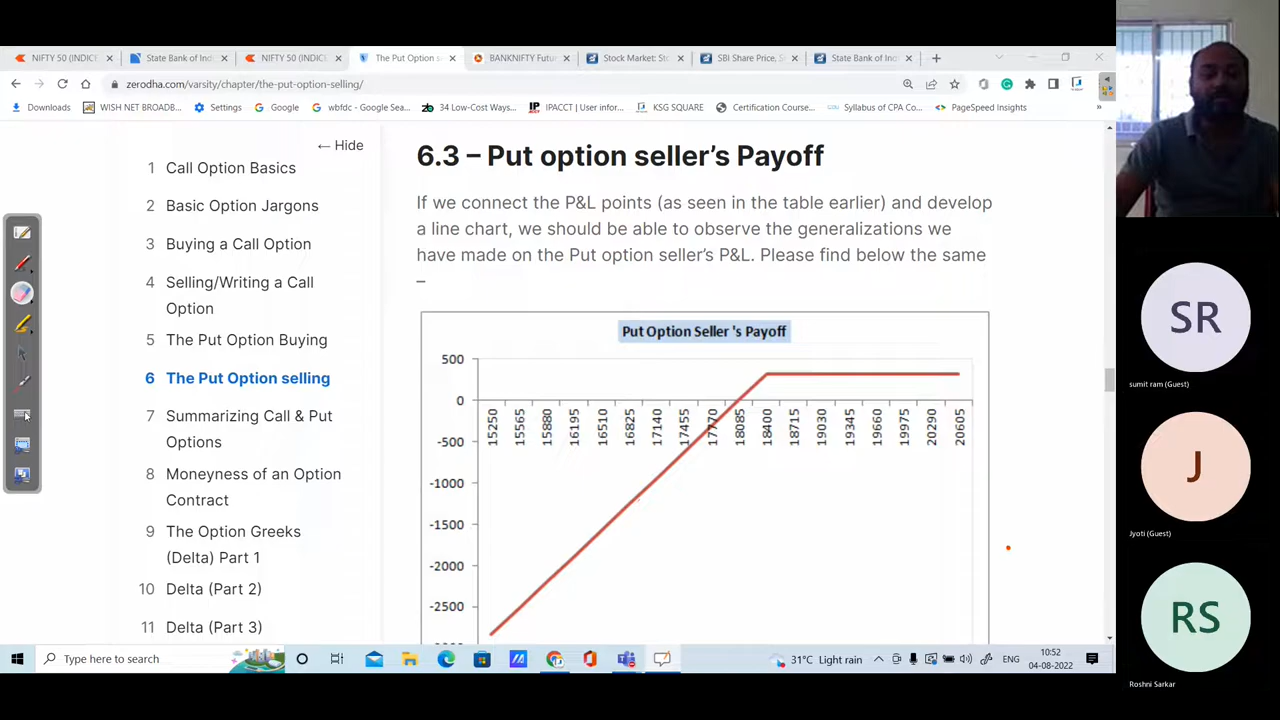 NIFTY 50 (INDICE
State Bank of Ind
NIFTY 50 (INDICE
The Put Option s
BANKNIFTY Futur
Stock Market: St
SBI Share Price, S
State Bank of Ind
zerodha.com/varsity/chapter/the-put-option-selling/
Downloads
WISH NET BROADB...
Settings
Google
wbfdc - Google Sea...
34 Low-Cost Ways...
IPACCT | User infor...
KSG SQUARE
Certification Course...
Syllabus of CPA Co...
PageSpeed Insights
»
← Hide
1 Call Option Basics
2 Basic Option Jargons
3 Buying a Call Option
4 Selling/Writing a Call
Option
5 The Put Option Buying
6 The Put Option selling
7 Summarizing Call & Put
Options
8 Moneyness of an Option
Contract
9 The Option Greeks
(Delta) Part 1
10 Delta (Part 2)
11 Delta (Part 3)
6.3 – Put option seller's Payoff
If we connect the P&L points (as seen in the table earlier) and develop
a line chart, we should be able to observe the generalizations we
have made on the Put option seller's P&L. Please find below the same
–
Put Option Seller 's Payoff
500
0
-500
-1000
-1500
-2000
-2500
15250
15565
15880
16195
16510
16825
17140
17455
17770
18085
18400
18715
19030
19345
19660
19975
20290
20605
SR
sumit ram (Guest)
J
Jyoti (Guest)
RS
Roshni Sarkar
Type here to search
31°C Light rain
ENG
10:52
04-08-2022